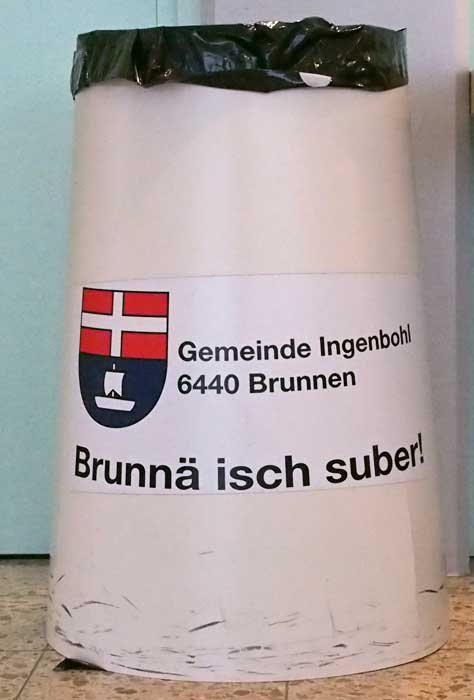 Gemeinde Ingenbohl
6440 Brunnen
Brunnä isch suber!